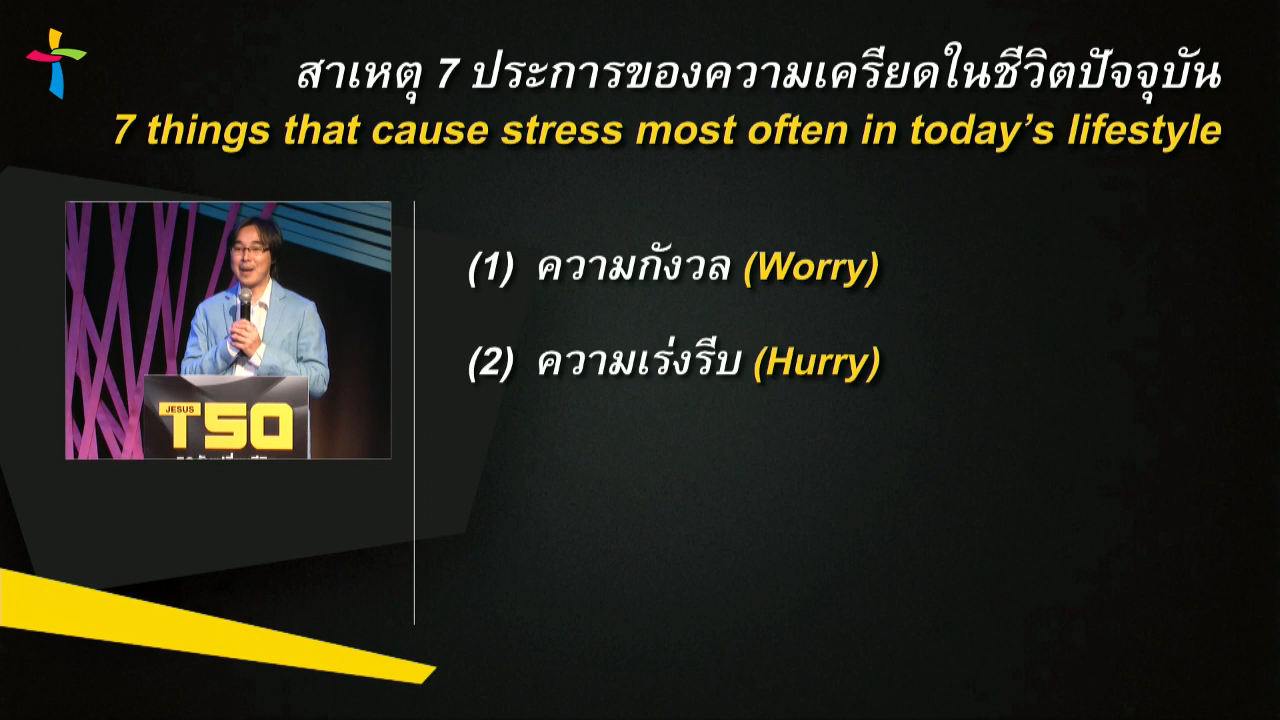 สาเหตุ 7 ประการของความเครียดในชีวิตปัจจุบัน
7 things that cause stress most often in today’s lifestyle
(1) ความกังวล (Worry)
(2) ความเร่งรีบ (Hurry)
JESUS
T50